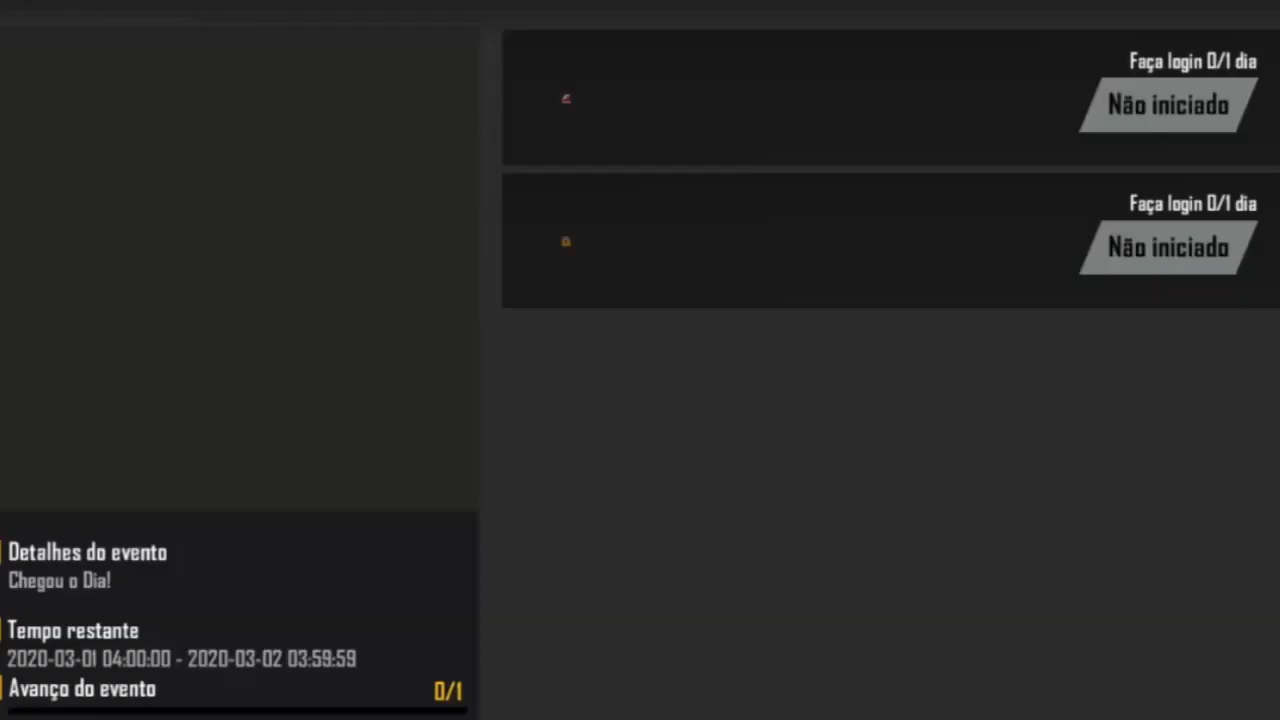 Faça login 0/1 dia
Não iniciado
Faça login 0/1 dia
Não iniciado
Detalhes do evento
Chegou o Dia!
Tempo restante
2020-03-01 04:00:00 - 2020-03-02 03:59:59
Avanço do evento 0/1